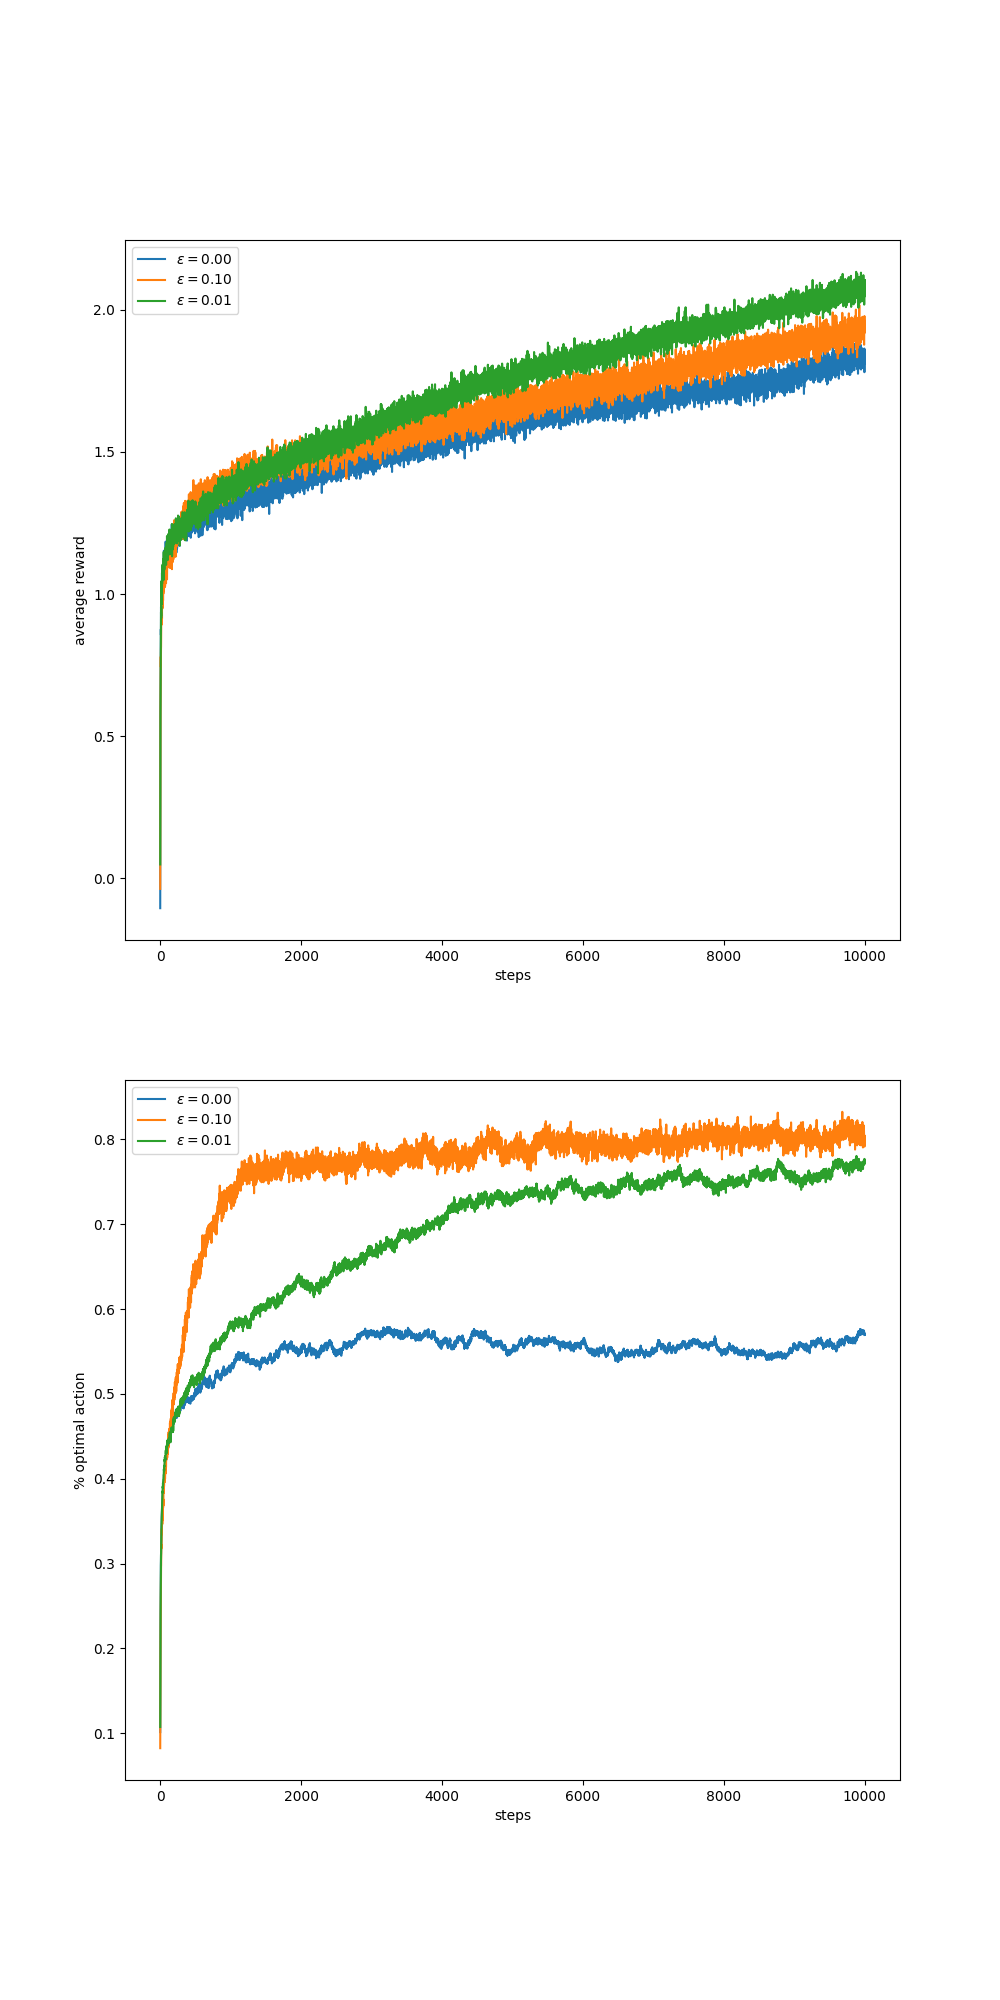 ε = 0.00
ε = 0.10
ε = 0.01
2.0
1.5
1.0
0.5
0.0
average reward
0 2000 4000 6000 8000 10000
steps
ε = 0.00
ε = 0.10
ε = 0.01
0.8
0.7
0.6
0.5
0.4
0.3
0.2
0.1
% optimal action
0 2000 4000 6000 8000 10000
steps